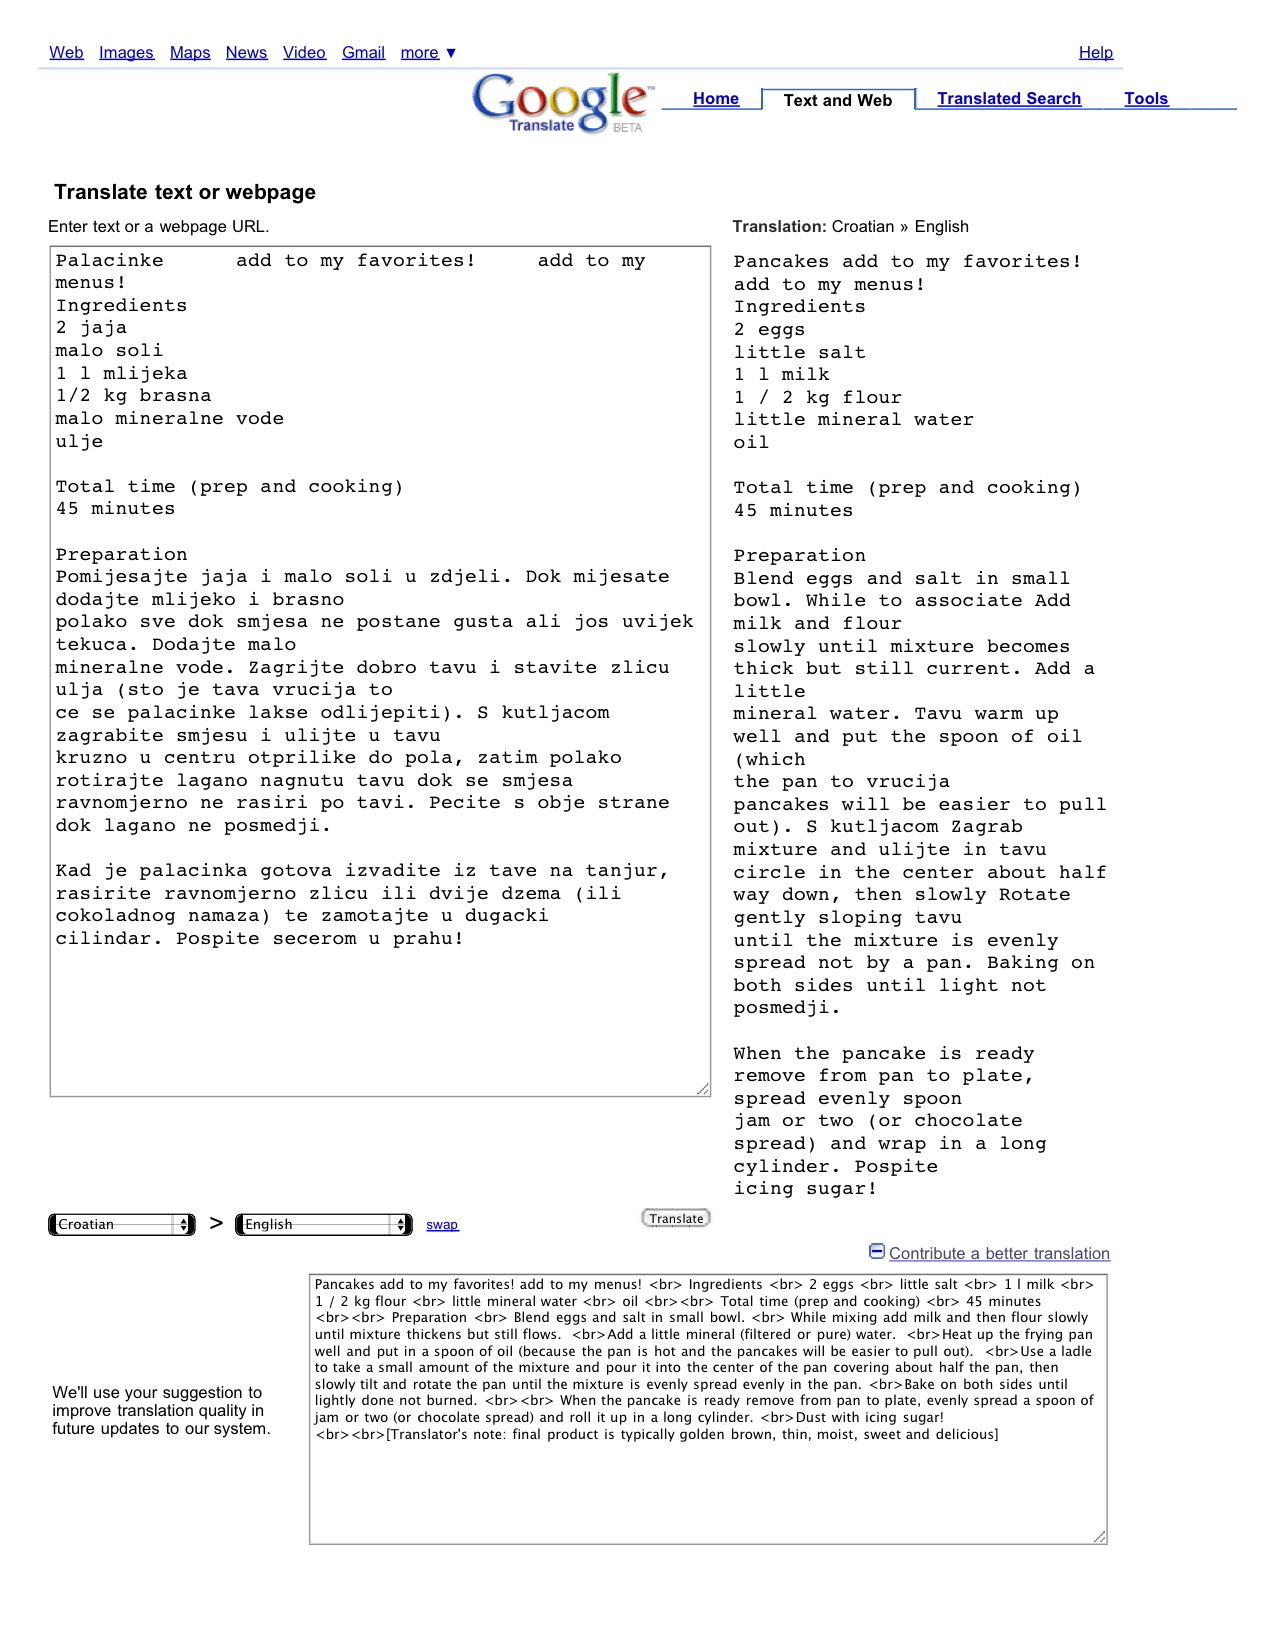 Web Images Maps News Video Gmail more ▼ Help
Google™
Translate BETA
Home Text and Web Translated Search Tools
Translate text or webpage
Enter text or a webpage URL.
Palacinke add to my favorites! add to my
menus!
Ingredients
2 jaja
malo soli
1 l mlijeka
1/2 kg brasna
malo mineralne vode
ulje
Total time (prep and cooking)
45 minutes
Preparation
Pomijesajte jaja i malo soli u zdjeli. Dok mijesate
dodajte mlijeko i brasno
polako sve dok smjesa ne postane gusta ali jos uvijek
tekuca. Dodajte malo
mineralne vode. Zagrijte dobro tavu i stavite zlicu
ulja (sto je tava vrucija to
ce se palacinke lakse odlijepiti). S kutljacom
zagrabite smjesu i ulijte u tavu
kruzno u centru otprilike do pola, zatim polako
rotirajte lagano nagnutu tavu dok se smjesa
ravnomjerno ne rasiri po tavi. Pecite s obje strane
dok lagano ne posmedji.
Kad je palacinka gotova izvadite iz tave na tanjur,
rasirite ravnomjerno zlicu ili dvije dzema (ili
cokoladnog namaza) te zamotajte u dugacki
cilindar. Pospite secerom u prahu!
Translation: Croatian » English
Pancakes add to my favorites!
add to my menus!
Ingredients
2 eggs
little salt
1 l milk
1 / 2 kg flour
little mineral water
oil
Total time (prep and cooking)
45 minutes
Preparation
Blend eggs and salt in small
bowl. While to associate Add
milk and flour
slowly until mixture becomes
thick but still current. Add a
little
mineral water. Tavu warm up
well and put the spoon of oil
(which
the pan to vrucija
pancakes will be easier to pull
out). S kutljacom Zagrab
mixture and ulijte in tavu
circle in the center about half
way down, then slowly Rotate
gently sloping tavu
until the mixture is evenly
spread not by a pan. Baking on
both sides until light not
posmedji.
When the pancake is ready
remove from pan to plate,
spread evenly spoon
jam or two (or chocolate
spread) and wrap in a long
cylinder. Pospite
icing sugar!
Croatian > English swap Translate
Contribute a better translation
We'll use your suggestion to
improve translation quality in
future updates to our system.
Pancakes add to my favorites! add to my menus! <br> Ingredients <br> 2 eggs <br> little salt <br> 1 l milk <br>
1 / 2 kg flour <br> little mineral water <br> oil <br><br> Total time (prep and cooking) <br> 45 minutes
<br><br> Preparation <br> Blend eggs and salt in small bowl. <br> While mixing add milk and then flour slowly
until mixture thickens but still flows. <br>Add a little mineral (filtered or pure) water. <br>Heat up the frying pan
well and put in a spoon of oil (because the pan is hot and the pancakes will be easier to pull out). <br>Use a ladle
to take a small amount of the mixture and pour it into the center of the pan covering about half the pan, then
slowly tilt and rotate the pan until the mixture is evenly spread evenly in the pan. <br>Bake on both sides until
lightly done not burned. <br><br> When the pancake is ready remove from pan to plate, evenly spread a spoon of
jam or two (or chocolate spread) and roll it up in a long cylinder. <br>Dust with icing sugar!
<br><br>[Translator's note: final product is typically golden brown, thin, moist, sweet and delicious]